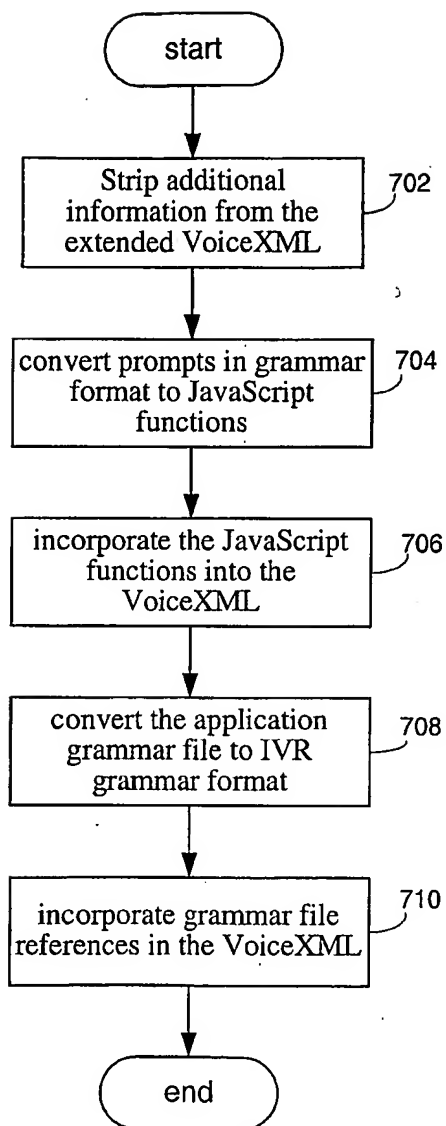 start
Strip additional
information from the
extended VoiceXML
702
convert prompts in grammar
format to JavaScript
functions
704
incorporate the JavaScript
functions into the
VoiceXML
706
convert the application
grammar file to IVR
grammar format
708
incorporate grammar file
references in the VoiceXML
710
end